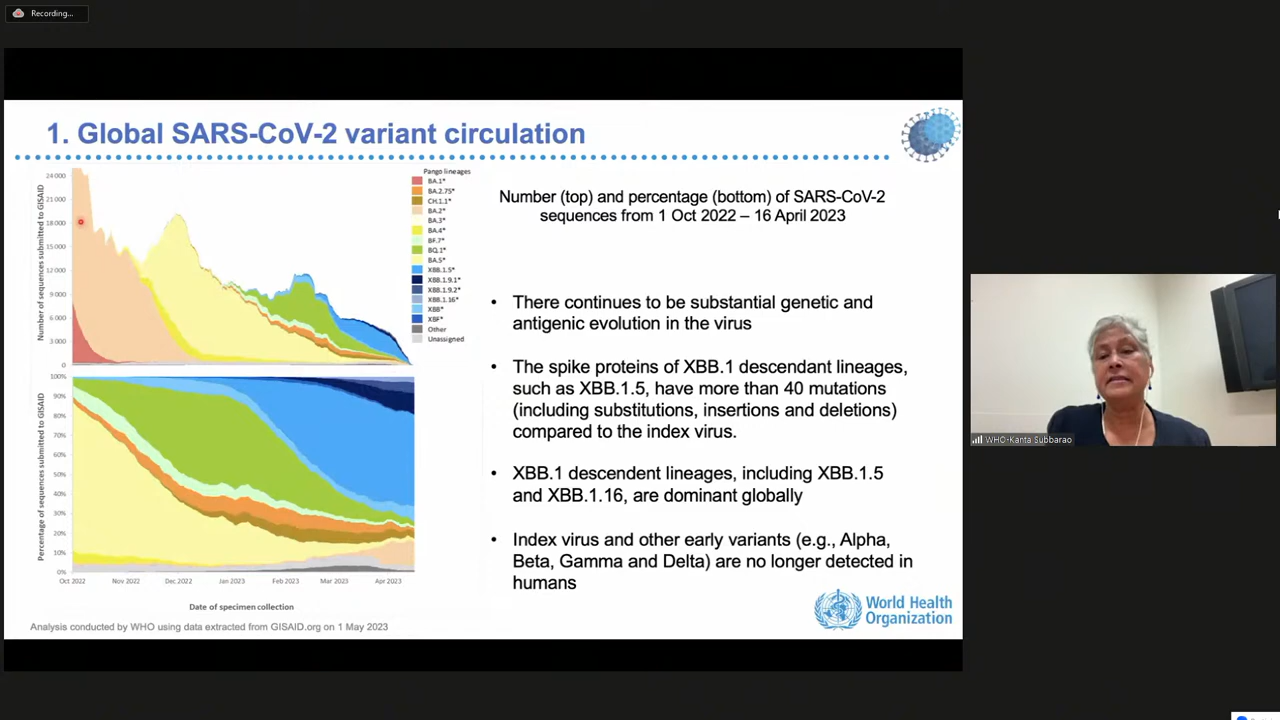 Recording...
1. Global SARS-CoV-2 variant circulation
Number of sequences submitted to GISAID
24 000
21 000
18 000
15 000
12 000
9 000
6 000
3 000
0
Pango lineages
BA.1*
BA.2.75*
CH.1.1*
BA.2*
BA.3*
BA.4*
BF.7*
BQ.1*
BA.5*
XBB.1.5*
XBB.1.9.1*
XBB.1.9.2*
XBB.1.16*
XBB*
XBF*
Other
Unassigned
Percentage of sequences submitted to GISAID
100%
90%
80%
70%
60%
50%
40%
30%
20%
10%
0%
Oct 2022
Nov 2022
Dec 2022
Jan 2023
Feb 2023
Mar 2023
Apr 2023
Date of specimen collection
Analysis conducted by WHO using data extracted from GISAID.org on 1 May 2023
Number (top) and percentage (bottom) of SARS-CoV-2
sequences from 1 Oct 2022 – 16 April 2023
• There continues to be substantial genetic and
antigenic evolution in the virus
• The spike proteins of XBB.1 descendant lineages,
such as XBB.1.5, have more than 40 mutations
(including substitutions, insertions and deletions)
compared to the index virus.
• XBB.1 descendent lineages, including XBB.1.5
and XBB.1.16, are dominant globally
• Index virus and other early variants (e.g., Alpha,
Beta, Gamma and Delta) are no longer detected in
humans
World Health
Organization
WHO-Kanta Subbarao